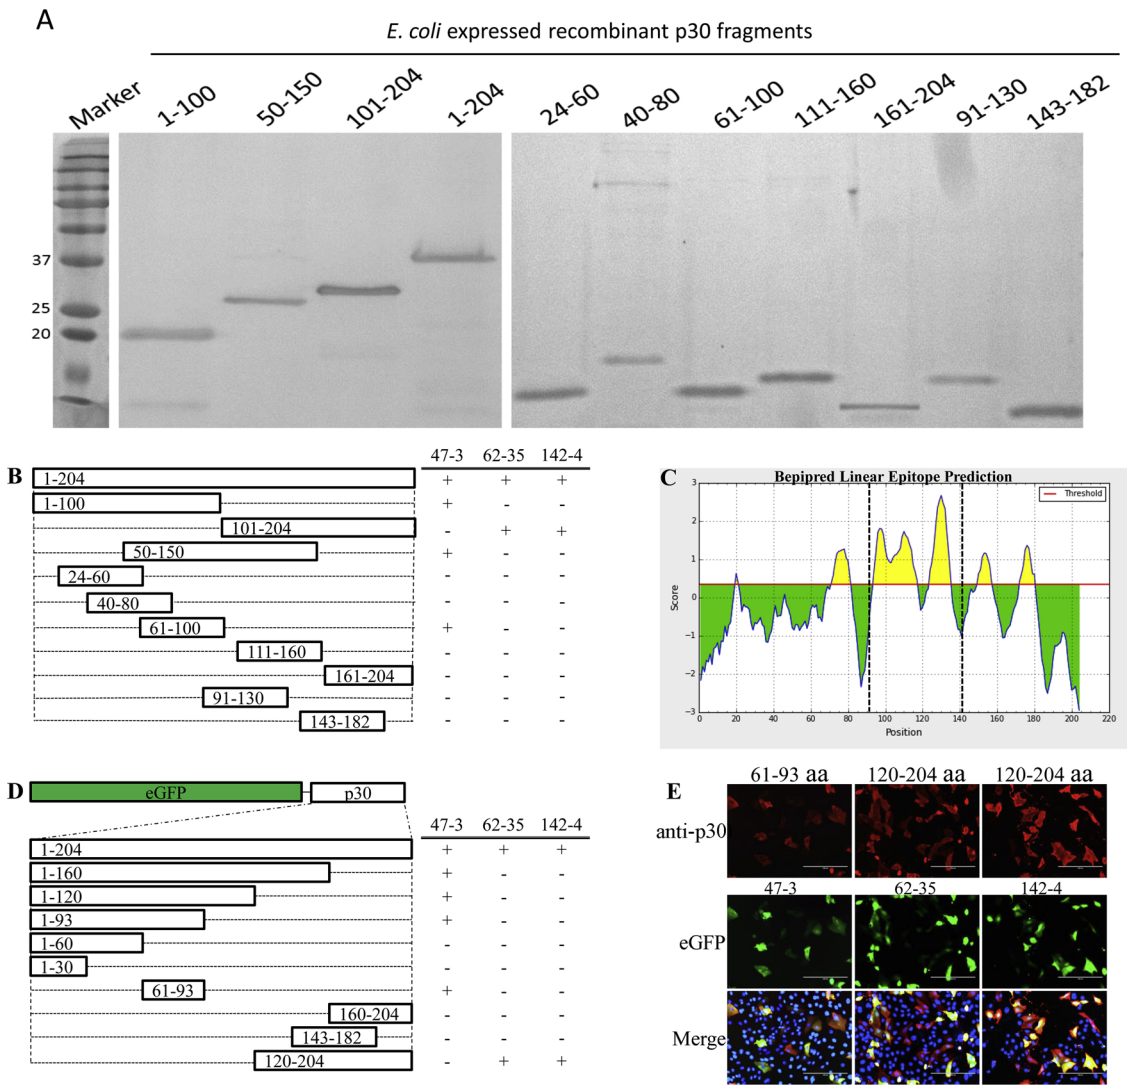 A
E. coli expressed recombinant p30 fragments
Marker 1-100 50-150 101-204 1-204 24-60 40-80 61-100 111-160 161-204 91-130 143-182
37
25
20
B
47-3 62-35 142-4
1-204 + + +
1-100 + - -
101-204 - + +
50-150 + - -
24-60 - - -
40-80 - - -
61-100 + - -
111-160 - - -
161-204 - - -
91-130 - - -
143-182 - - -
C
Bepipred Linear Epitope Prediction
Threshold
Score
3
2
1
0
−1
−2
−3
0 20 40 60 80 100 120 140 160 180 200 220
Position
D
eGFP p30
47-3 62-35 142-4
1-204 + + +
1-160 + - -
1-120 + - -
1-93 + - -
1-60 - - -
1-30 - - -
61-93 + - -
160-204 - - -
143-182 - - -
120-204 - + +
E
61-93 aa 120-204 aa 120-204 aa
anti-p30
47-3 62-35 142-4
eGFP
Merge